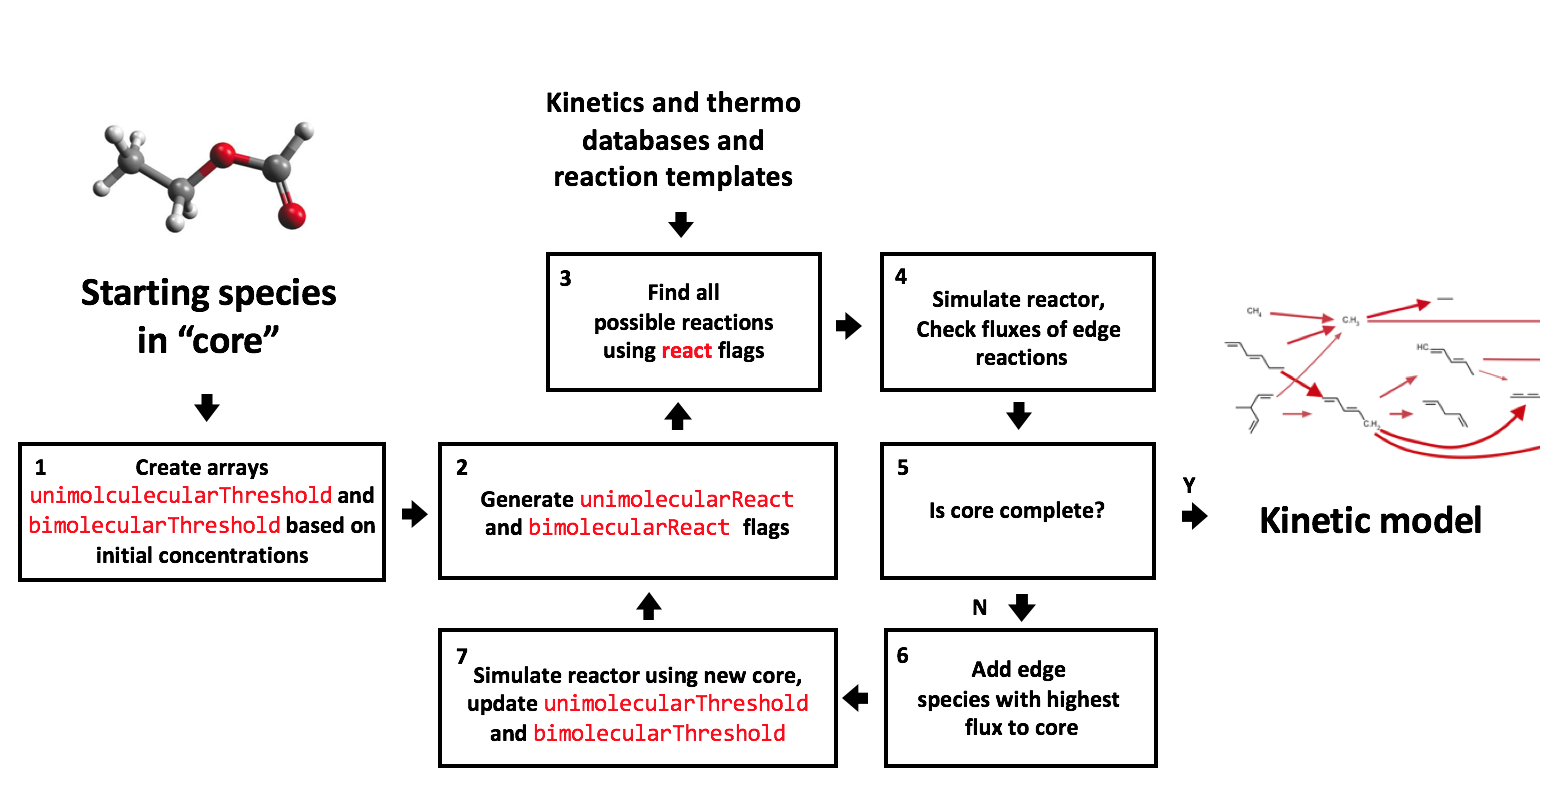 Kinetics and thermo
databases and
reaction templates
Starting species
in “core”
1
Create arrays
unimolculecularThreshold and
bimolecularThreshold based on
initial concentrations
2
Generate unimolecularReact
and bimolecularReact flags
3
Find all
possible reactions
using react flags
4
Simulate reactor,
Check fluxes of edge
reactions
5
Is core complete?
Y
Kinetic model
N
6
Add edge
species with highest
flux to core
7
Simulate reactor using new core,
update unimolecularThreshold
and bimolecularThreshold
CH₄
C.H₃
HC
C.H₂